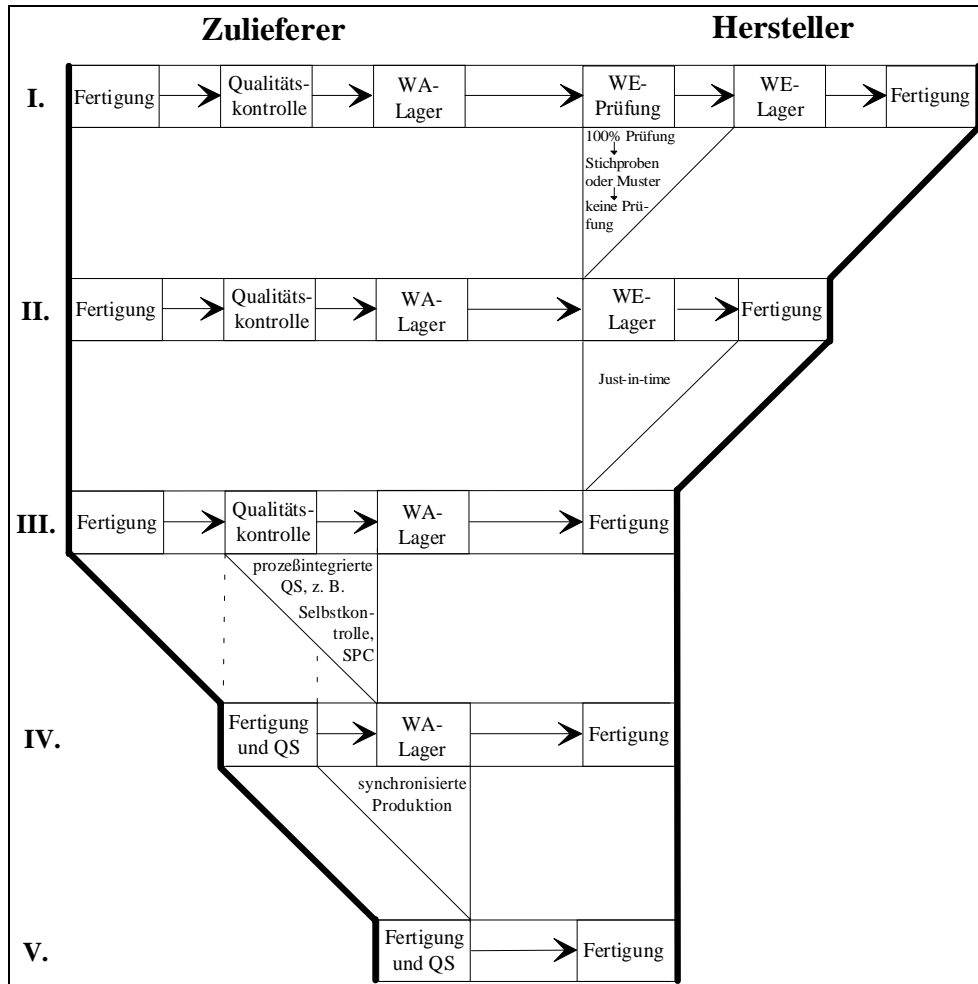 Zulieferer
Hersteller
I.
Fertigung
Qualitäts-
kontrolle
WA-
Lager
WE-
Prüfung
WE-
Lager
Fertigung
100% Prüfung
Stichproben
oder Muster
keine Prü-
fung
II.
Fertigung
Qualitäts-
kontrolle
WA-
Lager
WE-
Lager
Fertigung
Just-in-time
III.
Fertigung
Qualitäts-
kontrolle
WA-
Lager
Fertigung
prozeßintegrierte
QS, z. B.
Selbstkon-
trolle,
SPC
IV.
Fertigung
und QS
WA-
Lager
Fertigung
synchronisierte
Produktion
V.
Fertigung
und QS
Fertigung